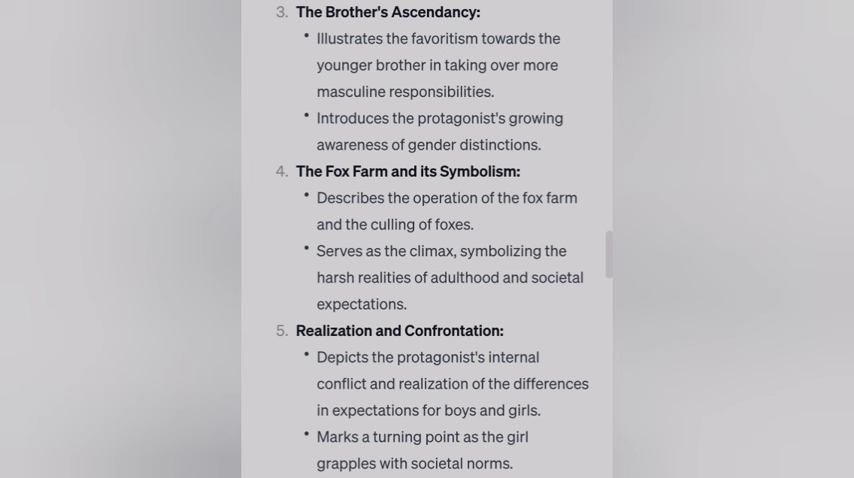 3. The Brother's Ascendancy:
• Illustrates the favoritism towards the
younger brother in taking over more
masculine responsibilities.
• Introduces the protagonist's growing
awareness of gender distinctions.
4. The Fox Farm and its Symbolism:
• Describes the operation of the fox farm
and the culling of foxes.
• Serves as the climax, symbolizing the
harsh realities of adulthood and societal
expectations.
5. Realization and Confrontation:
• Depicts the protagonist's internal
conflict and realization of the differences
in expectations for boys and girls.
• Marks a turning point as the girl
grapples with societal norms.